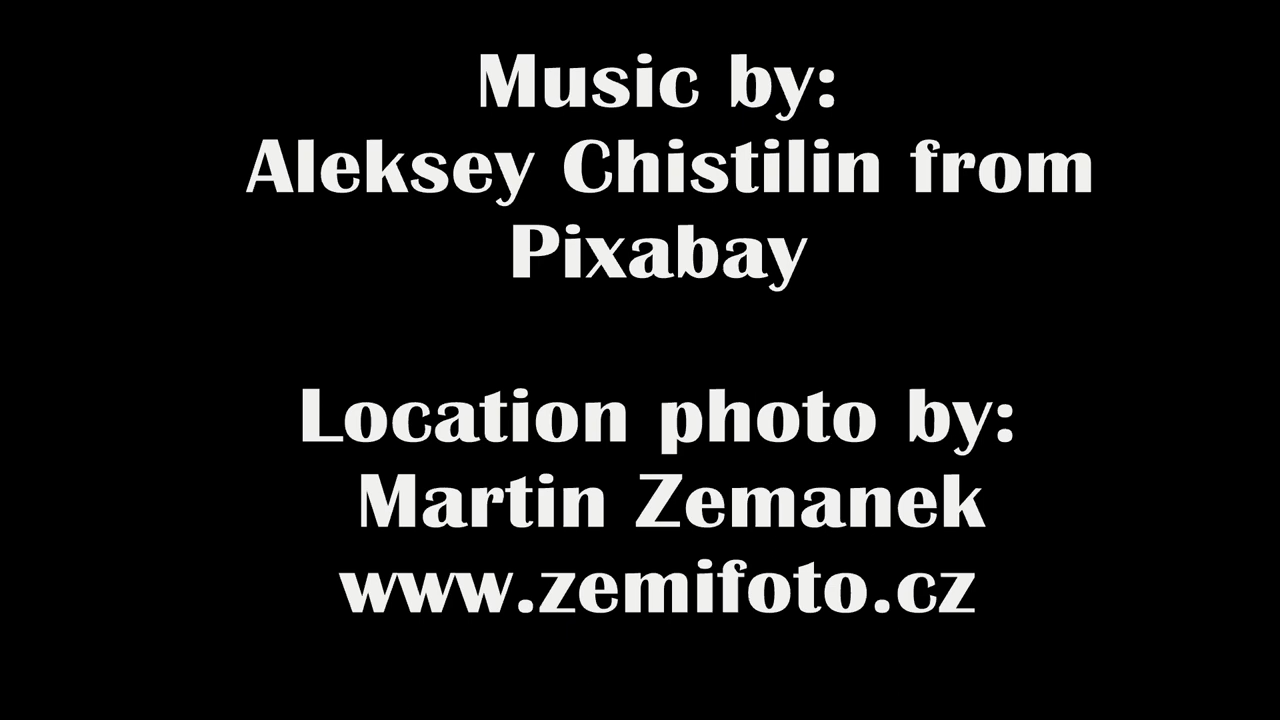 Music by:
Aleksey Chistilin from
Pixabay
Location photo by:
Martin Zemanek
www.zemifoto.cz